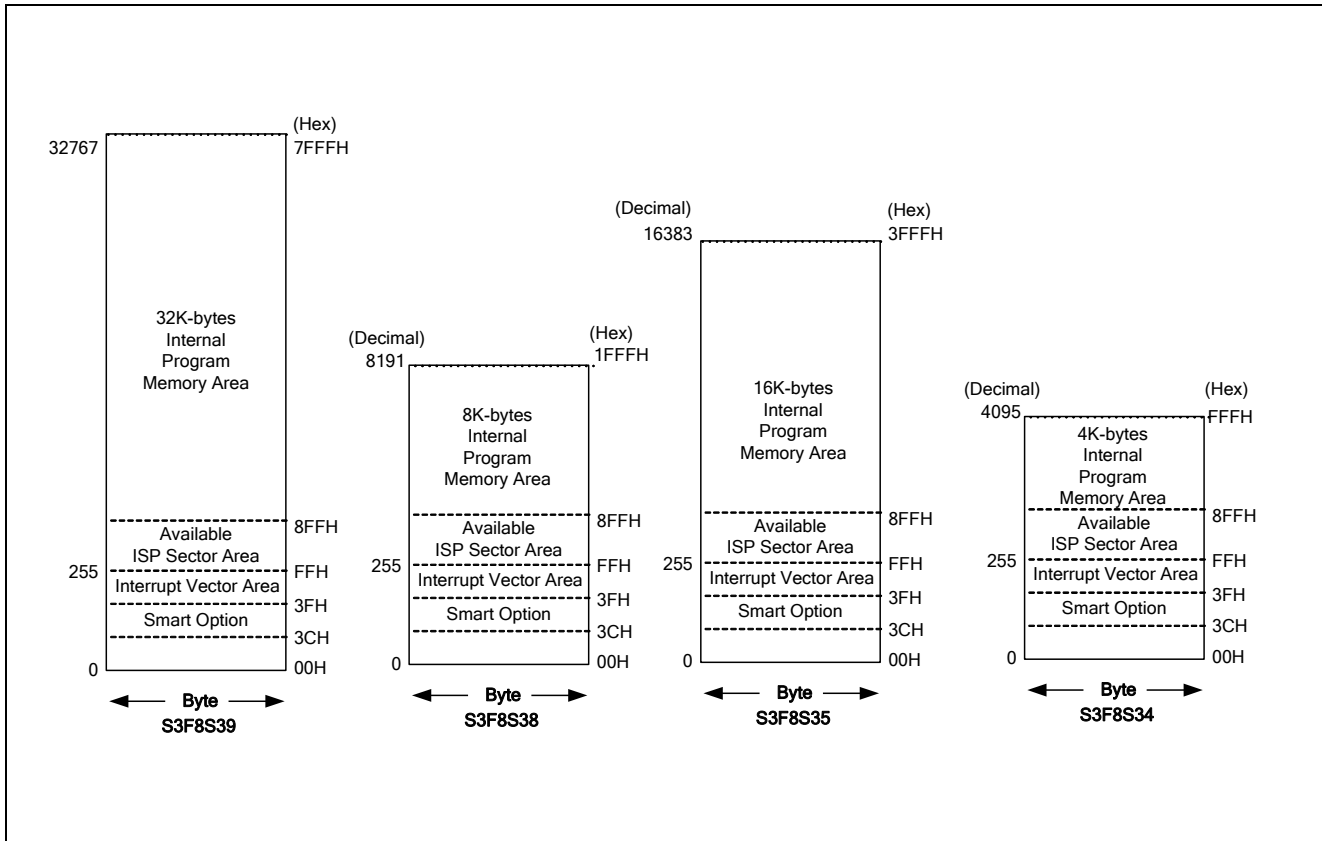 (Hex)
32767
7FFFH
32K-bytes
Internal
Program
Memory Area
8FFH
Available
ISP Sector Area
255
FFH
Interrupt Vector Area
3FH
Smart Option
3CH
0
00H
Byte
S3F8S39
(Decimal)
(Hex)
8191
1FFFH
8K-bytes
Internal
Program
Memory Area
8FFH
Available
ISP Sector Area
255
FFH
Interrupt Vector Area
3FH
Smart Option
3CH
0
00H
Byte
S3F8S38
(Decimal)
(Hex)
16383
3FFFH
16K-bytes
Internal
Program
Memory Area
8FFH
Available
ISP Sector Area
255
FFH
Interrupt Vector Area
3FH
Smart Option
3CH
0
00H
Byte
S3F8S35
(Decimal)
(Hex)
4095
FFFH
4K-bytes
Internal
Program
Memory Area
8FFH
Available
ISP Sector Area
255
FFH
Interrupt Vector Area
3FH
Smart Option
3CH
0
00H
Byte
S3F8S34